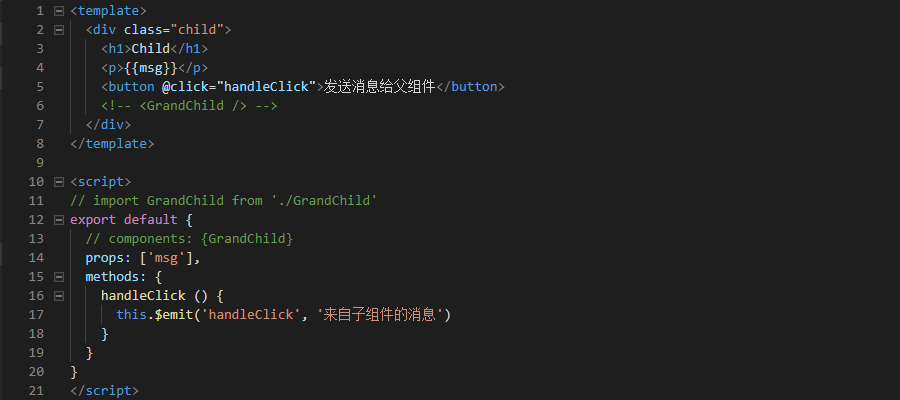 1 <template>
2   <div class="child">
3     <h1>Child</h1>
4     <p>{{msg}}</p>
5     <button @click="handleClick">发送消息给父组件</button>
6     <!-- <GrandChild /> -->
7   </div>
8 </template>
9
10 <script>
11 // import GrandChild from './GrandChild'
12 export default {
13   // components: {GrandChild}
14   props: ['msg'],
15   methods: {
16     handleClick () {
17       this.$emit('handleClick', '来自子组件的消息')
18     }
19   }
20 }
21 </script>